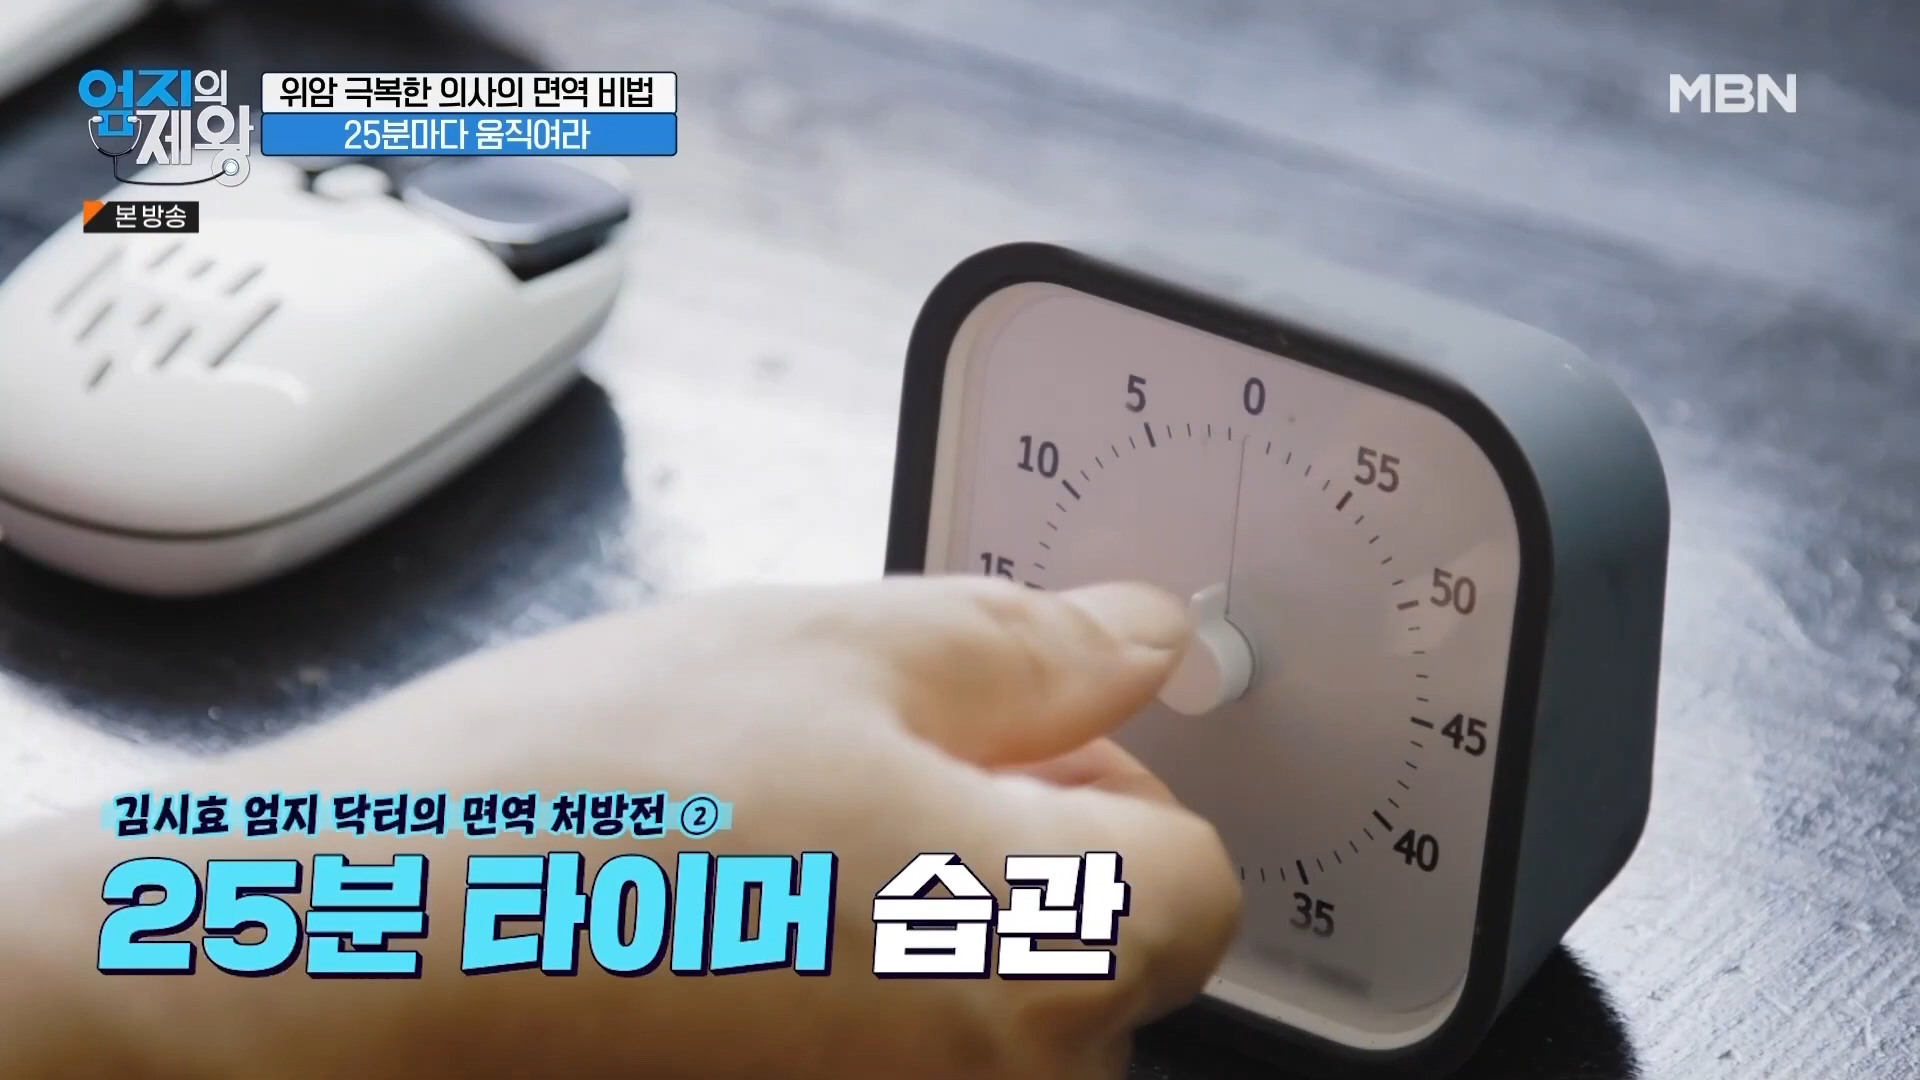 엄지의 제왕
위암 극복한 의사의 면역 비법
25분마다 움직여라
MBN
본방송
5 0 55
10
15 50
45
40
35
김시효 엄지 닥터의 면역 처방전 ②
25분 타이머 습관